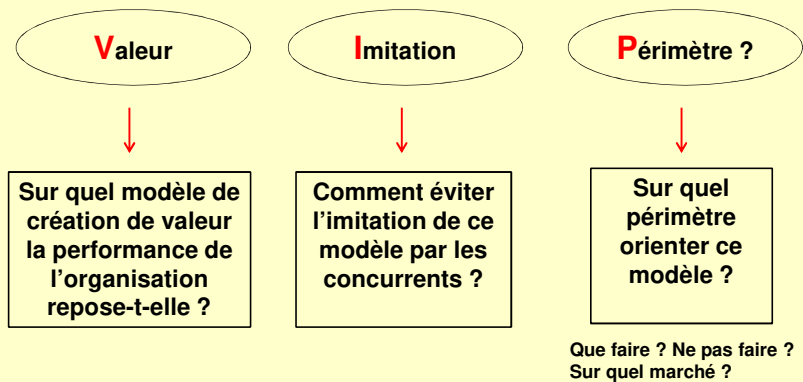 Valeur
Imitation
Périmètre ?
Sur quel modèle de
création de valeur
la performance de
l'organisation
repose-t-elle ?
Comment éviter
l'imitation de ce
modèle par les
concurrents ?
Sur quel
périmètre
orienter ce
modèle ?
Que faire ? Ne pas faire ?
Sur quel marché ?